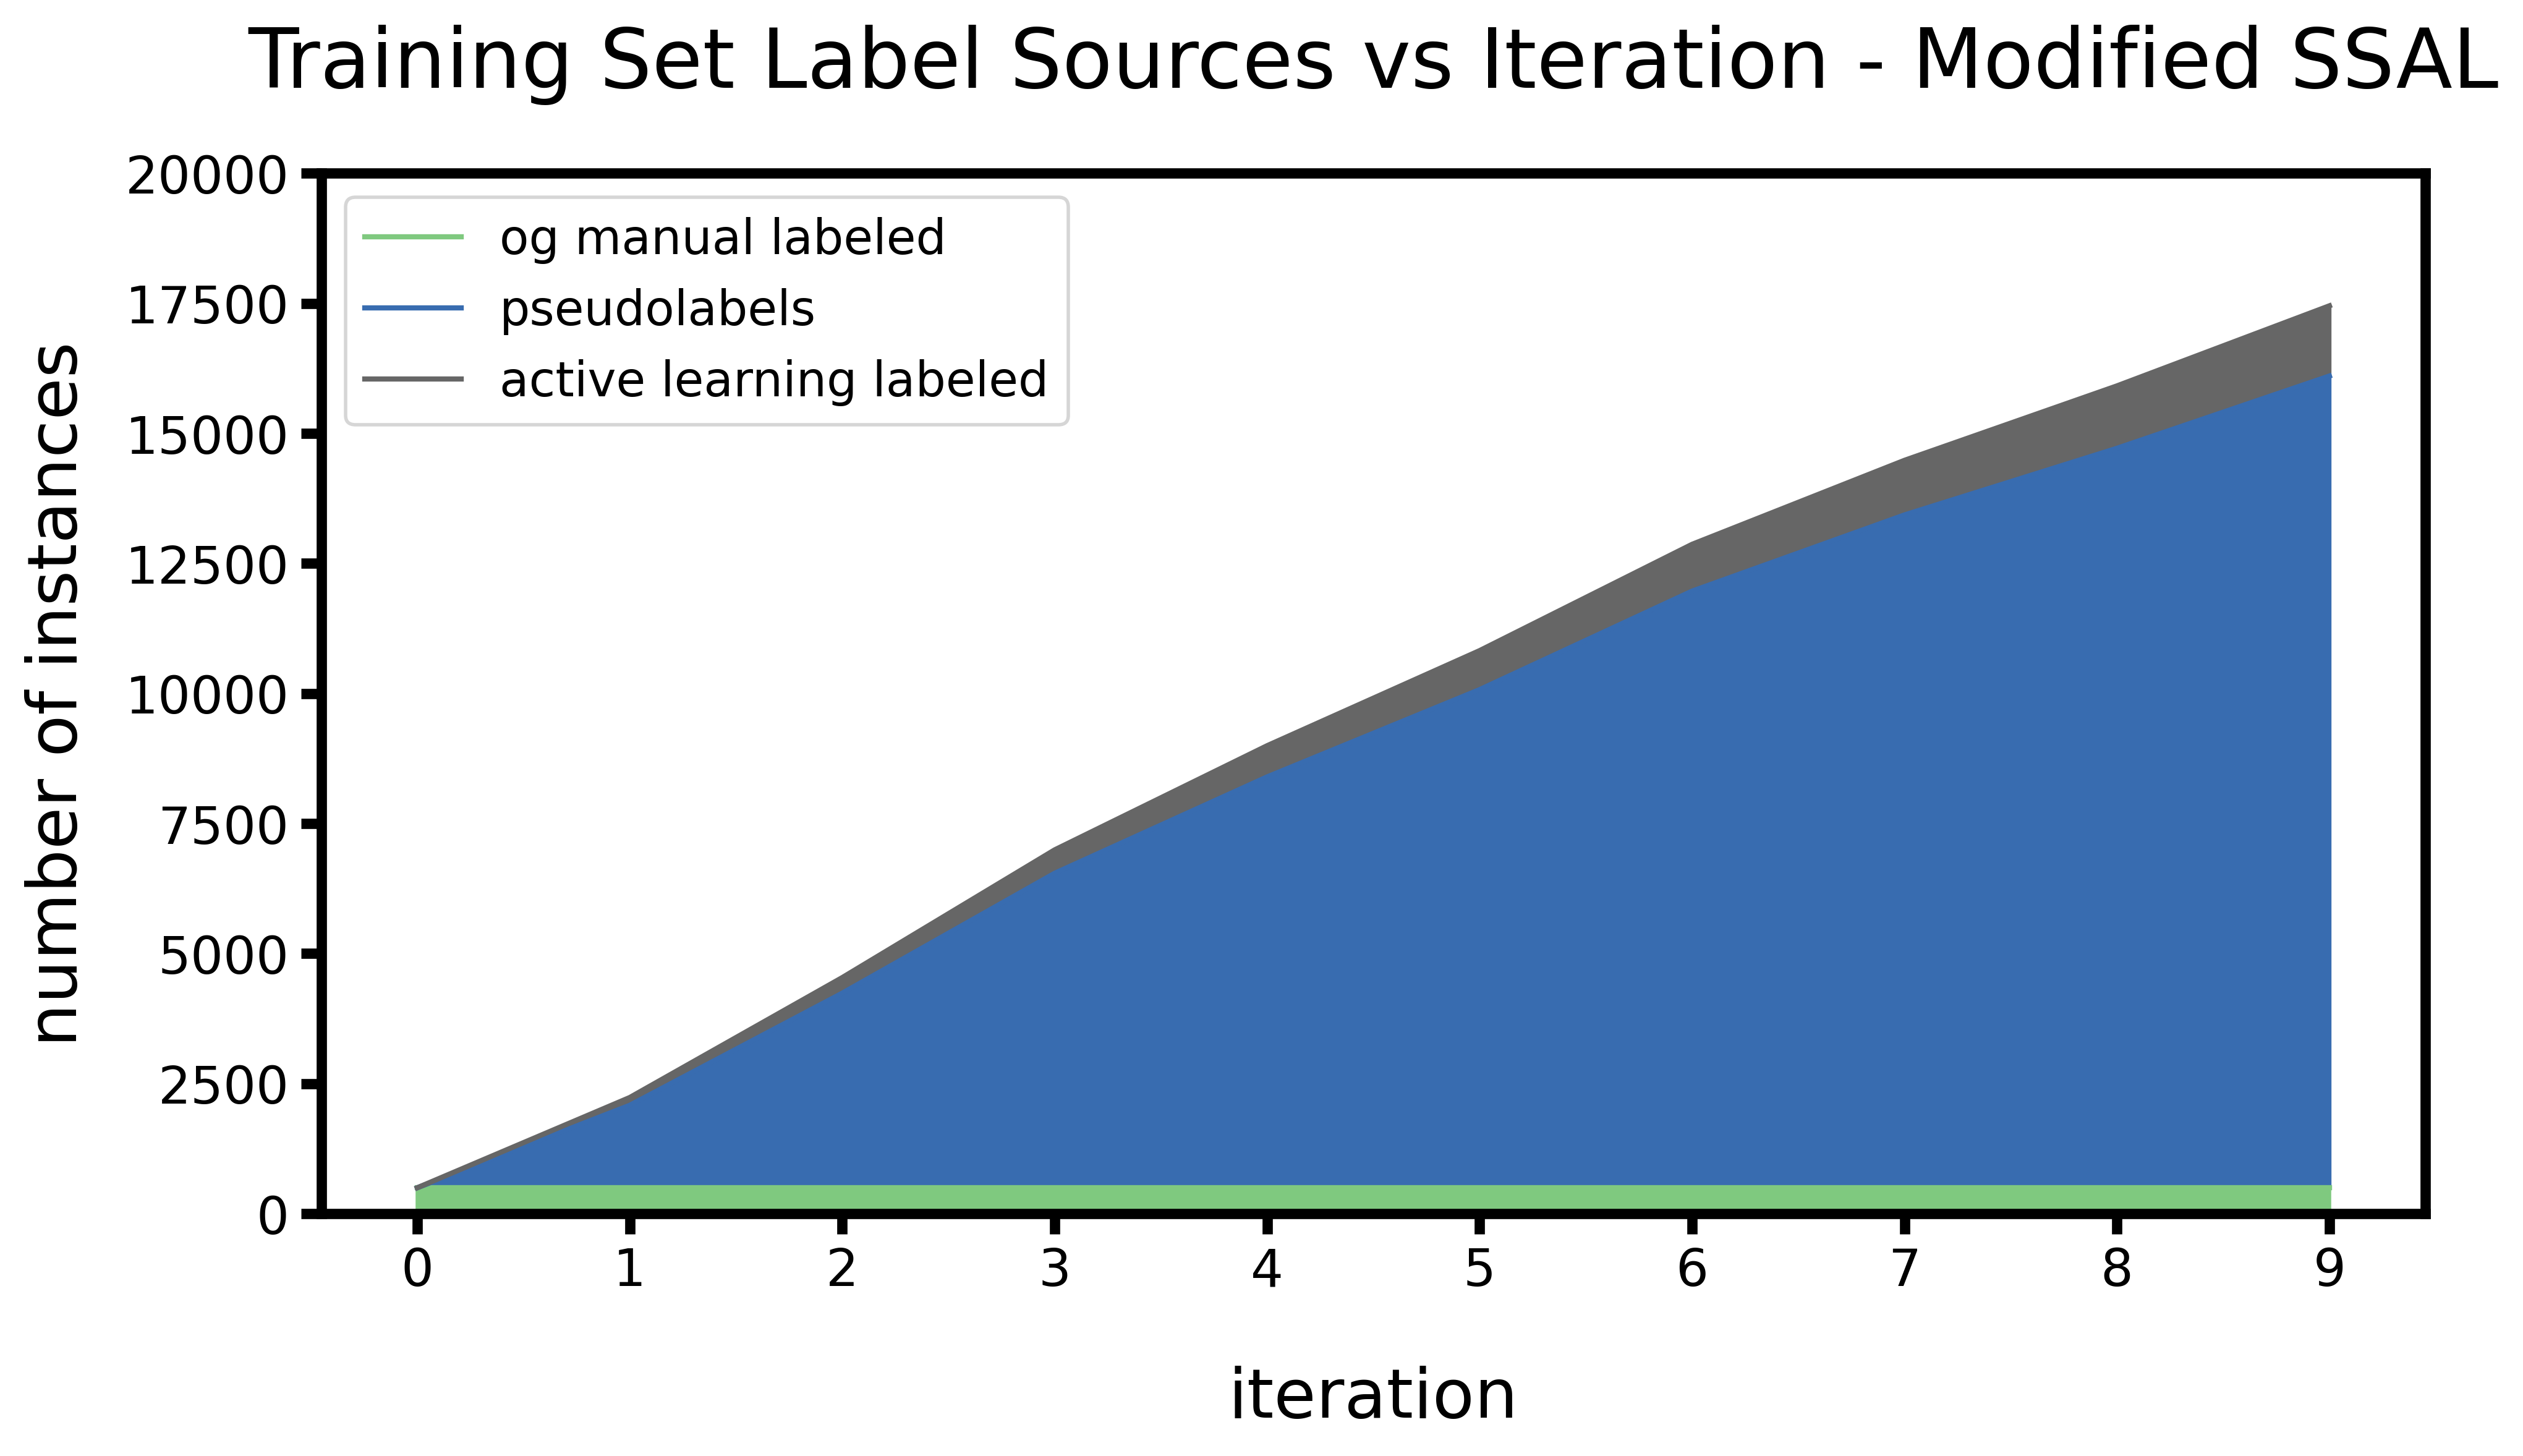 Training Set Label Sources vs Iteration - Modified SSAL
number of instances
20000
17500
15000
12500
10000
7500
5000
2500
0
og manual labeled
pseudolabels
active learning labeled
0 1 2 3 4 5 6 7 8 9
iteration